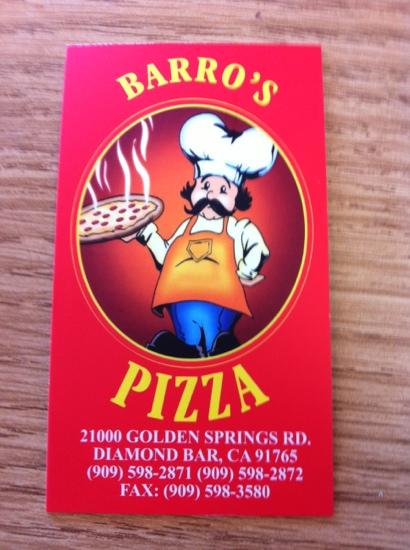 BARRO'S
PIZZA
21000 GOLDEN SPRINGS RD.
DIAMOND BAR, CA 91765
(909) 598-2871 (909) 598-2872
FAX: (909) 598-3580